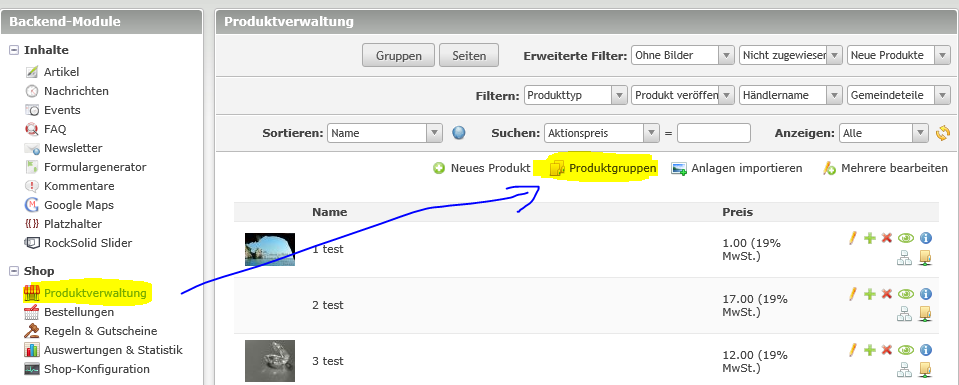 Backend-Module
Inhalte
Artikel
Nachrichten
Events
FAQ
Newsletter
Formulargenerator
Kommentare
Google Maps
Platzhalter
RockSolid Slider
Shop
Produktverwaltung
Bestellungen
Regeln & Gutscheine
Auswertungen & Statistik
Shop-Konfiguration
Produktverwaltung
Gruppen Seiten Erweiterte Filter: Ohne Bilder Nicht zugewiesen Neue Produkte
Filtern: Produkttyp Produkt veröffen Händlername Gemeindeteile
Sortieren: Name Suchen: Aktionspreis = Anzeigen: Alle
Neues Produkt Produktgruppen Anlagen importieren Mehrere bearbeiten
Name Preis
1 test 1.00 (19%
MwSt.)
2 test 17.00 (19%
MwSt.)
3 test 12.00 (19%
MwSt.)